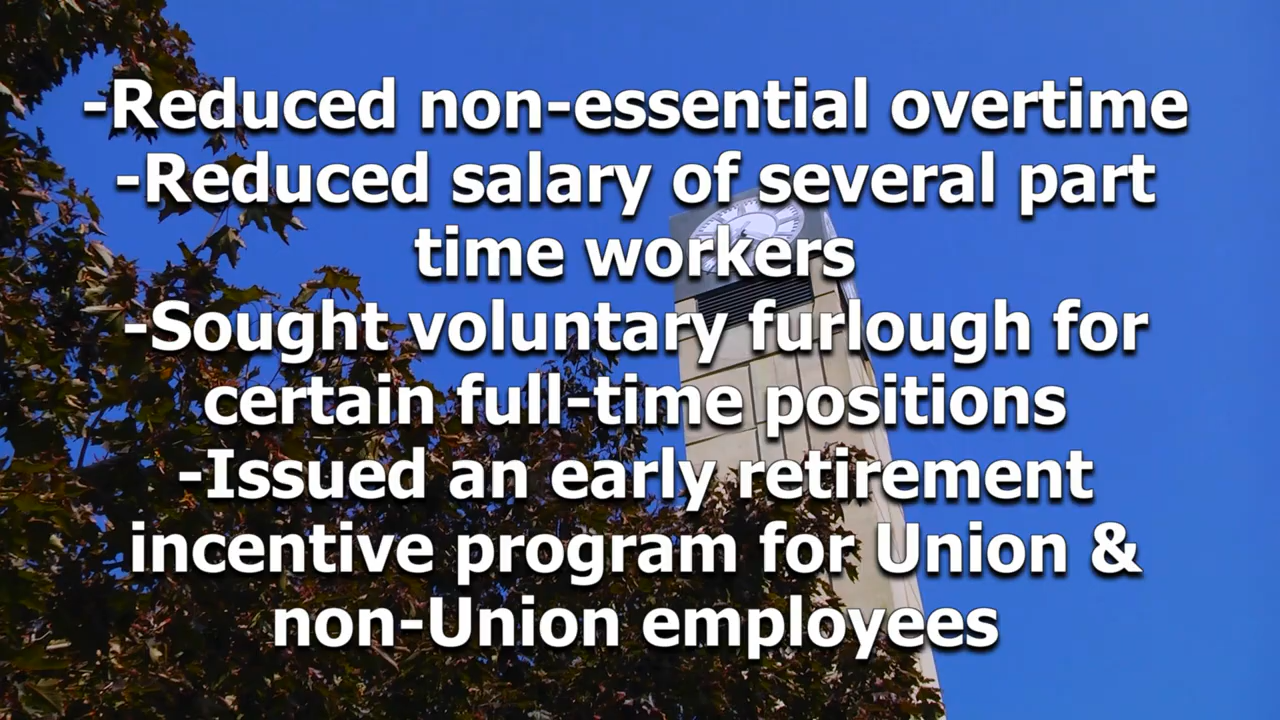 -Reduced non-essential overtime
-Reduced salary of several part
time workers
-Sought voluntary furlough for
certain full-time positions
-Issued an early retirement
incentive program for Union &
non-Union employees